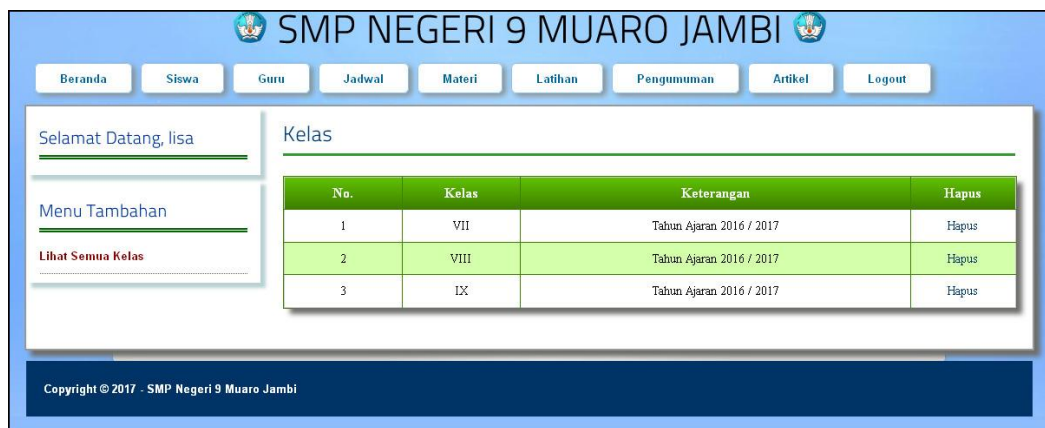 SMP NEGERI 9 MUARO JAMBI
Beranda Siswa Guru Jadwal Materi Latihan Pengumuman Artikel Logout
Selamat Datang, lisa
Menu Tambahan
Lihat Semua Kelas
Kelas
No. Kelas Keterangan Hapus
1 VII Tahun Ajaran 2016 / 2017 Hapus
2 VIII Tahun Ajaran 2016 / 2017 Hapus
3 IX Tahun Ajaran 2016 / 2017 Hapus
Copyright © 2017 - SMP Negeri 9 Muaro Jambi